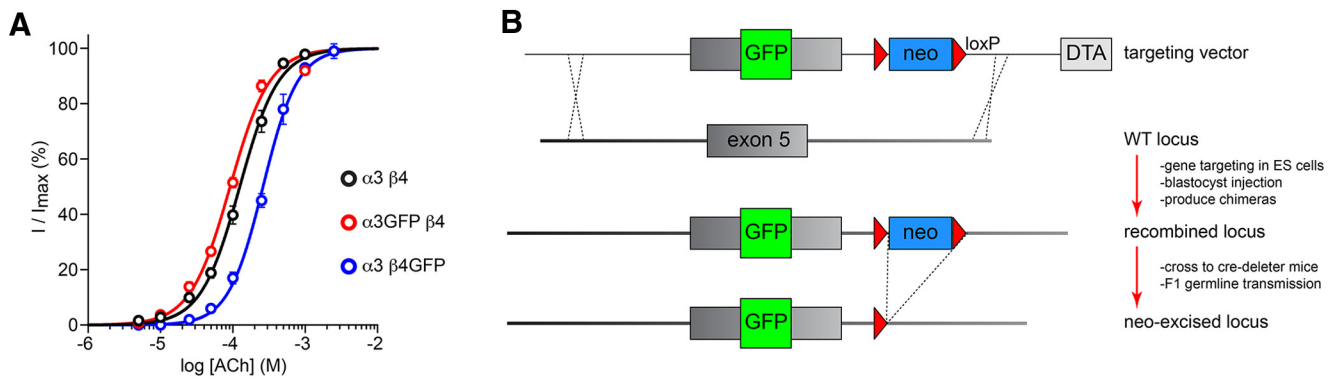 A
I / Imax (%)
100
80
60
40
20
0
-6 -5 -4 -3 -2
log [ACh] (M)
α3 β4
α3GFP β4
α3 β4GFP
B
GFP neo loxP DTA targeting vector
exon 5 WT locus
-gene targeting in ES cells
-blastocyst injection
-produce chimeras
GFP neo recombined locus
-cross to cre-deleter mice
-F1 germline transmission
GFP neo-excised locus